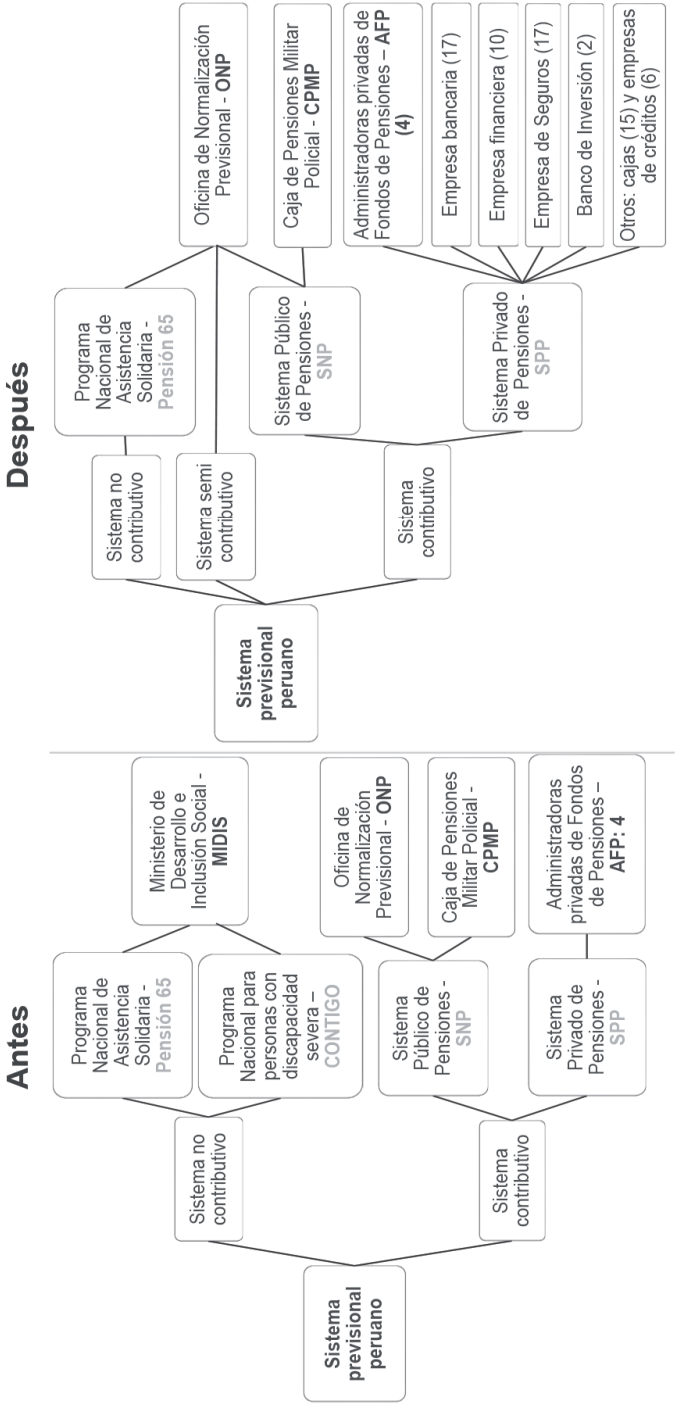 Antes
Sistema
previsional
peruano
Sistema no
contributivo
Programa
Nacional de
Asistencia
Solidaria -
Pensión 65
Programa
Nacional para
personas con
discapacidad
severa –
CONTIGO
Ministerio de
Desarrollo e
Inclusión Social -
MIDIS
Sistema
contributivo
Sistema
Público de
Pensiones -
SNP
Oficina de
Normalización
Previsional - ONP
Caja de Pensiones
Militar Policial -
CPMP
Sistema
Privado de
Pensiones -
SPP
Administradoras
privadas de Fondos
de Pensiones –
AFP: 4
Después
Sistema
previsional
peruano
Sistema no
contributivo
Programa
Nacional de
Asistencia
Solidaria -
Pensión 65
Sistema semi
contributivo
Oficina de Normalización
Previsional - ONP
Sistema
contributivo
Sistema Público
de Pensiones -
SNP
Caja de Pensiones Militar
Policial - CPMP
Sistema Privado
de Pensiones -
SPP
Administradoras privadas de
Fondos de Pensiones – AFP
(4)
Empresa bancaria (17)
Empresa financiera (10)
Empresa de Seguros (17)
Banco de Inversión (2)
Otros: cajas (15) y empresas
de créditos (6)